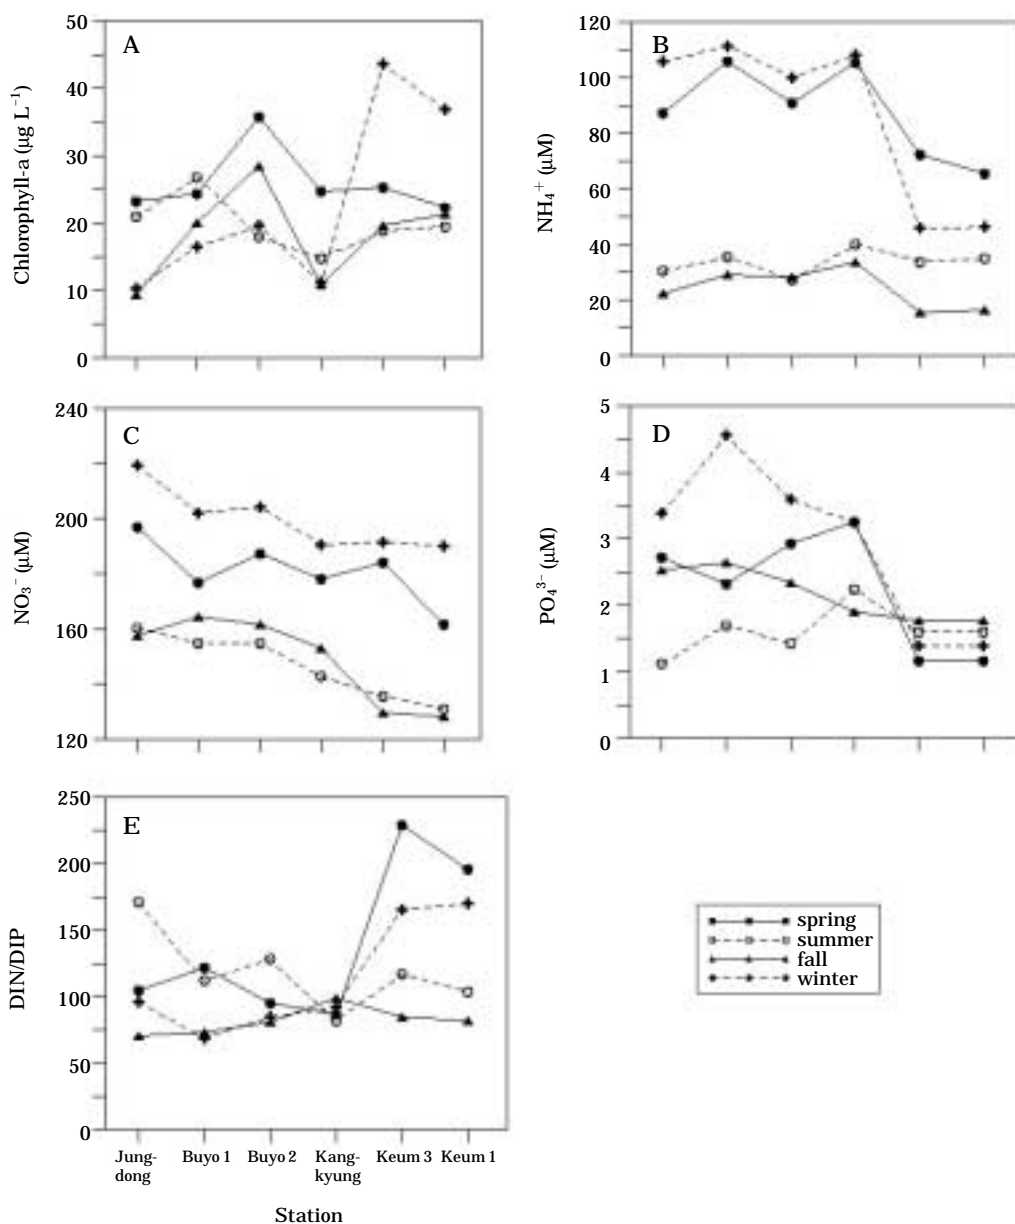 A
Chlorophyll-a (μg L⁻¹)
50
40
30
20
10
0
B
NH₄⁺ (μM)
120
100
80
60
40
20
0
C
NO₃⁻ (μM)
240
200
160
120
D
PO₄³⁻ (μM)
5
4
3
2
1
0
E
DIN/DIP
250
200
150
100
50
0
Jung-
dong
Buyo 1
Buyo 2
Kang-
kyung
Keum 3
Keum 1
Station
spring
summer
fall
winter